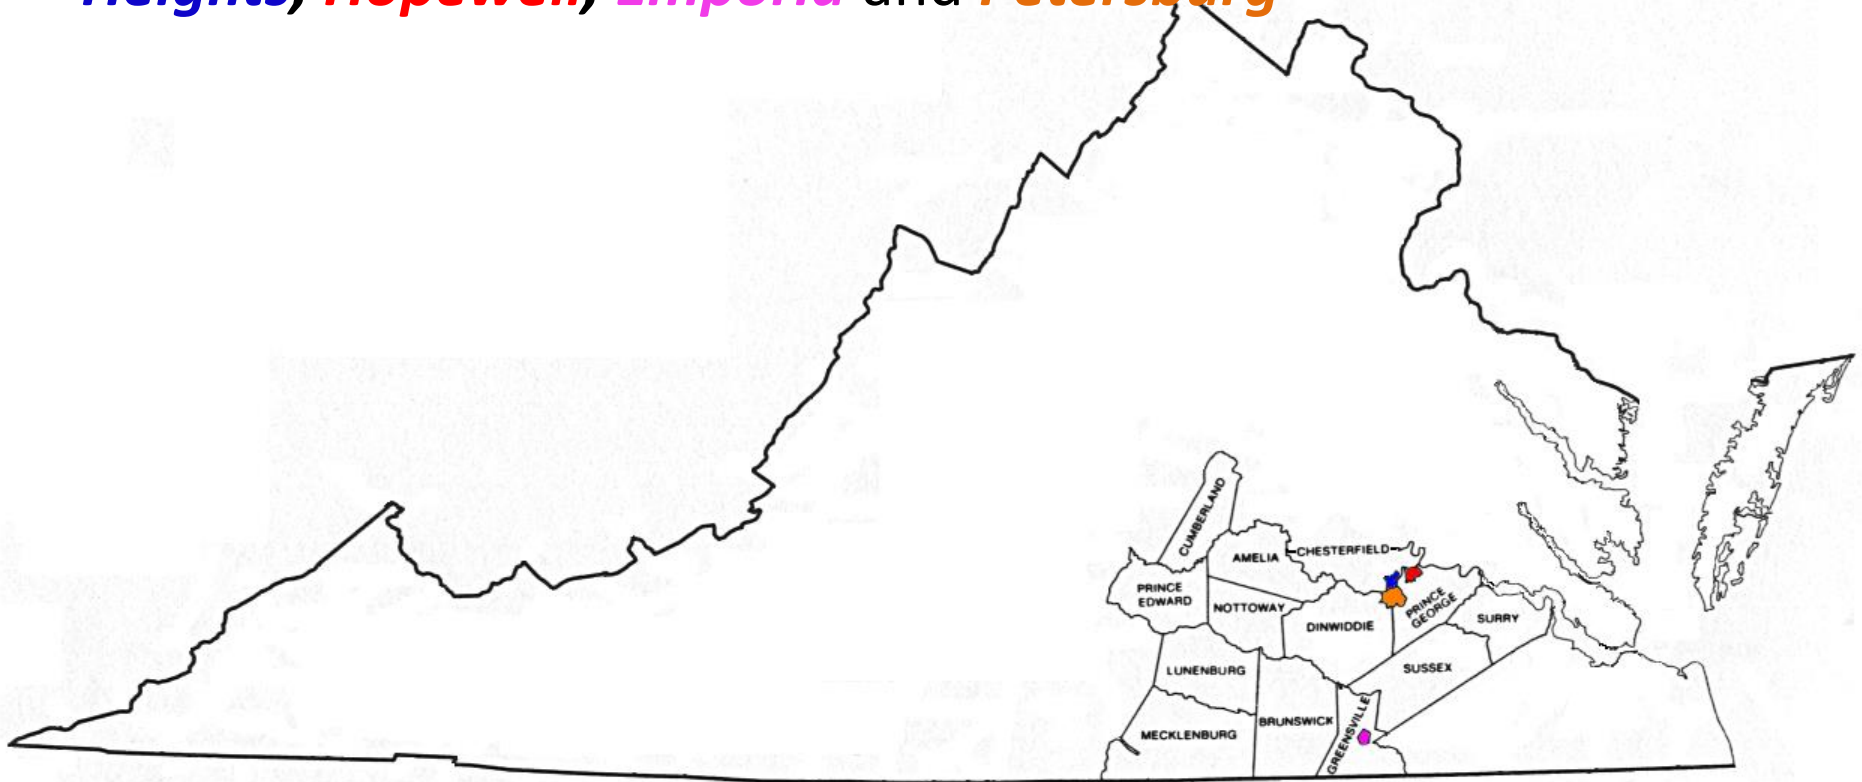 Heights, Hopewell, Emporia and Petersburg
CUMBERLAND
AMELIA
CHESTERFIELD
PRINCE
EDWARD
NOTTOWAY
PRINCE
GEORGE
DINWIDDIE
SURRY
LUNENBURG
SUSSEX
BRUNSWICK
GREENSVILLE
MECKLENBURG